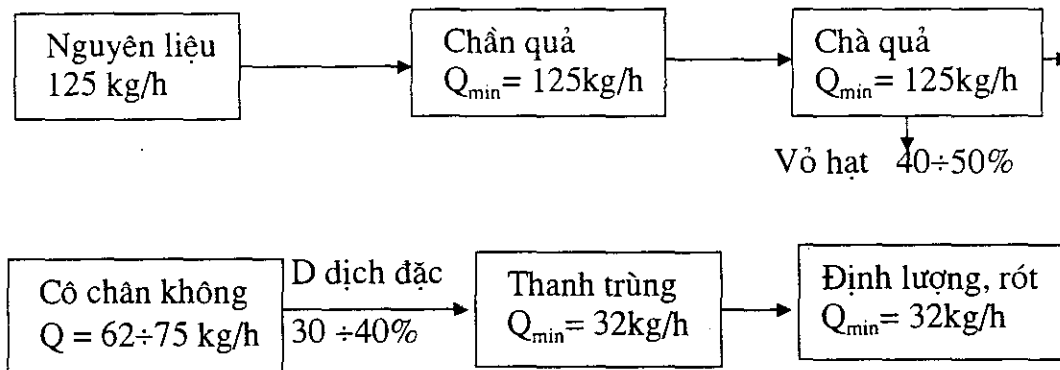 Nguyên liệu
125 kg/h
Chần quả
Qmin= 125kg/h
Chà quả
Qmin= 125kg/h
Vỏ hạt 40÷50%
Cô chân không
Q = 62÷75 kg/h
D dịch đặc
30 ÷40%
Thanh trùng
Qmin= 32kg/h
Định lượng, rót
Qmin= 32kg/h